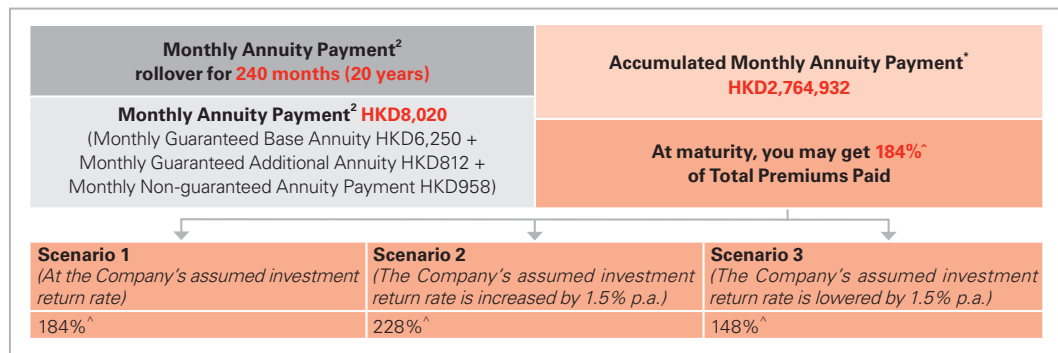 Monthly Annuity Payment²
rollover for 240 months (20 years)
Monthly Annuity Payment² HKD8,020
(Monthly Guaranteed Base Annuity HKD6,250 +
Monthly Guaranteed Additional Annuity HKD812 +
Monthly Non-guaranteed Annuity Payment HKD958)
Accumulated Monthly Annuity Payment*
HKD2,764,932
At maturity, you may get 184%^
of Total Premiums Paid
Scenario 1
(At the Company's assumed investment
return rate)
184%^
Scenario 2
(The Company's assumed investment
return rate is increased by 1.5% p.a.)
228%^
Scenario 3
(The Company's assumed investment
return rate is lowered by 1.5% p.a.)
148%^